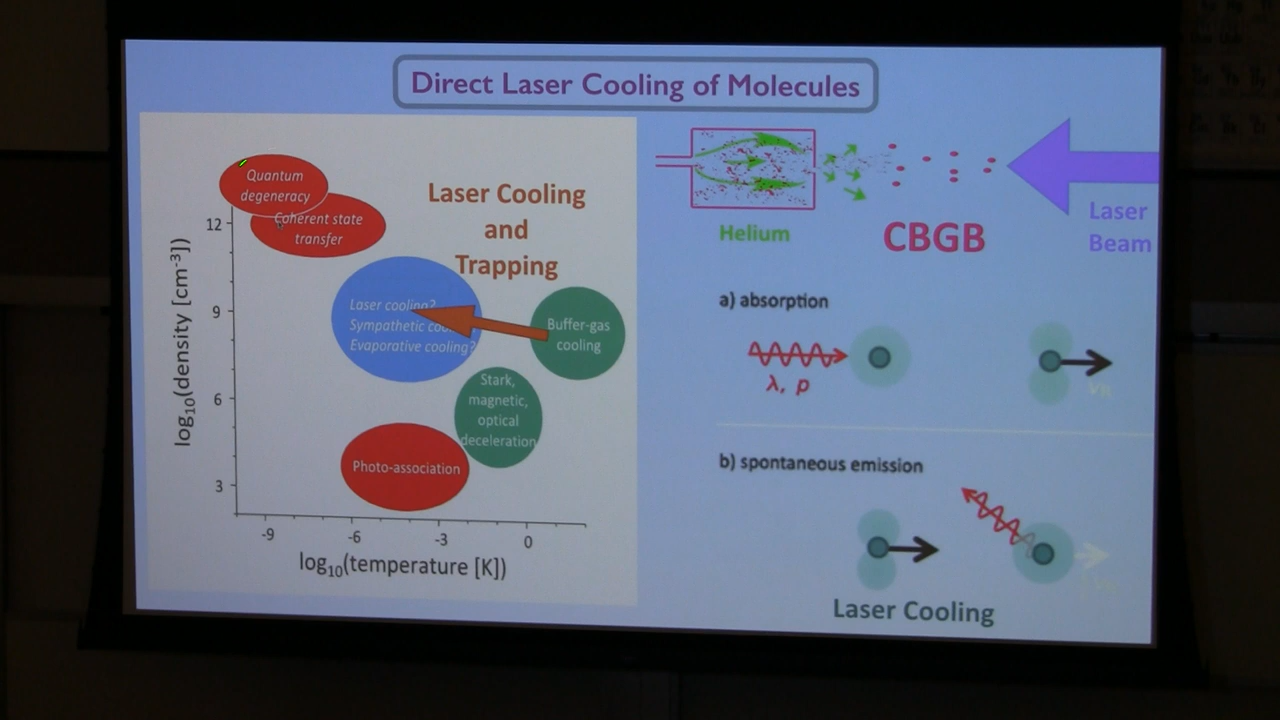 Direct Laser Cooling of Molecules
Quantum
degeneracy
Coherent state
transfer
Laser Cooling
and
Trapping
Laser cooling?
Sympathetic
Evaporative cooling?
Buffer-gas
cooling
Stark,
magnetic,
optical
deceleration
Photo-association
log10(density [cm-3])
12
9
6
3
-9
-6
-3
0
log10(temperature [K])
Helium
CBGB
Laser
Beam
a) absorption
λ, p
b) spontaneous emission
Laser Cooling